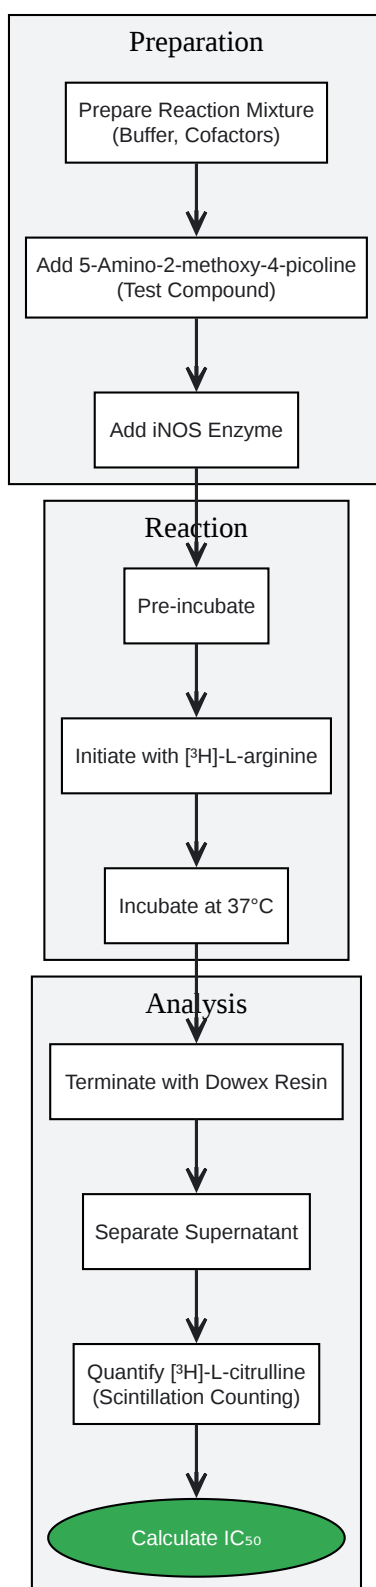 Preparation
Prepare Reaction Mixture
(Buffer, Cofactors)
Add 5-Amino-2-methoxy-4-picoline
(Test Compound)
Add iNOS Enzyme
Reaction
Pre-incubate
Initiate with [³H]-L-arginine
Incubate at 37°C
Analysis
Terminate with Dowex Resin
Separate Supernatant
Quantify [³H]-L-citrulline
(Scintillation Counting)
Calculate IC₅₀